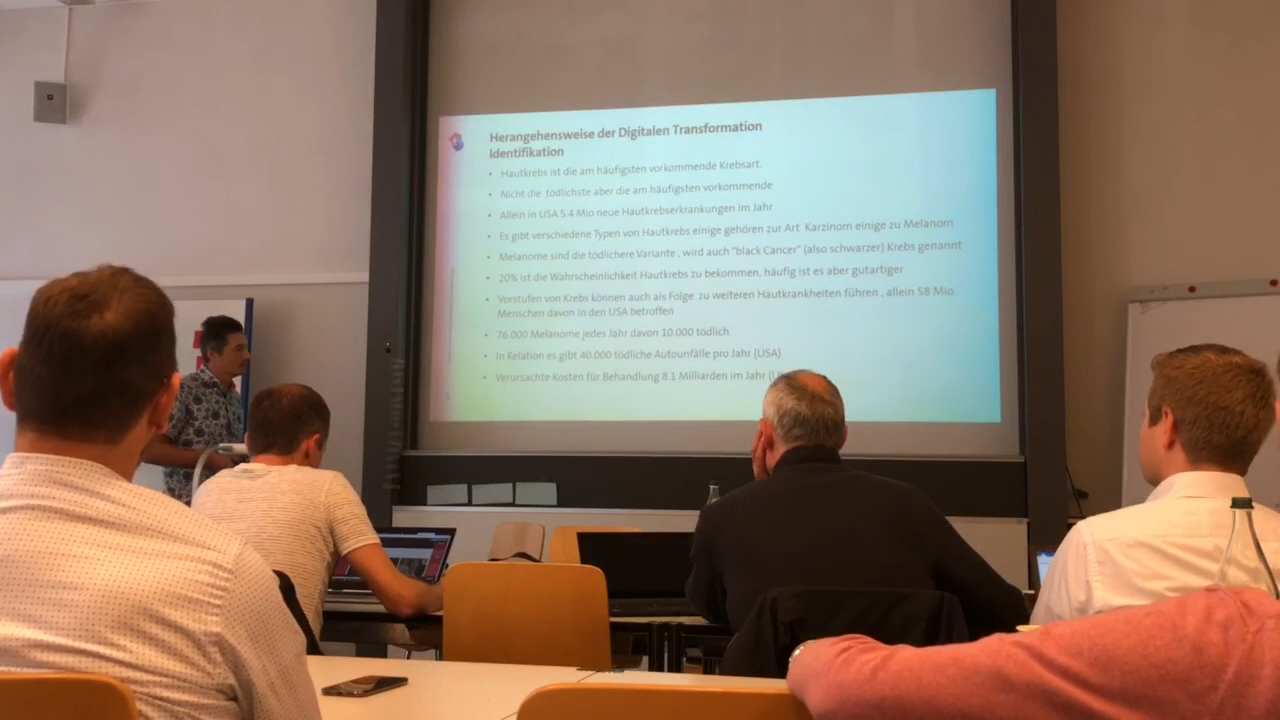 Herangehensweise der Digitalen Transformation
Identifikation
• Hautkrebs ist die am häufigsten vorkommende Krebsart.
• Nicht die tödlichste aber die am häufigsten vorkommende
• Allein in USA 5.4 Mio neue Hautkrebserkrankungen im Jahr
• Es gibt verschiedene Typen von Hautkrebs einige gehören zur Art Karzinom einige zu Melanom
• Melanome sind die tödlichere Variante , wird auch "black Cancer" (also schwarzer) Krebs genannt
• 20% ist die Wahrscheinlichkeit Hautkrebs zu bekommen, häufig ist es aber gutartiger
• Vorstufen von Krebs können auch als Folge zu weiteren Hautkrankheiten führen , allein 58 Mio.
Menschen davon in den USA betroffen
• 76.000 Melanome jedes Jahr davon 10.000 tödlich
• In Relation es gibt 40.000 tödliche Autounfälle pro Jahr (USA)
• Verursachte Kosten für Behandlung 8.1 Milliarden im Jahr